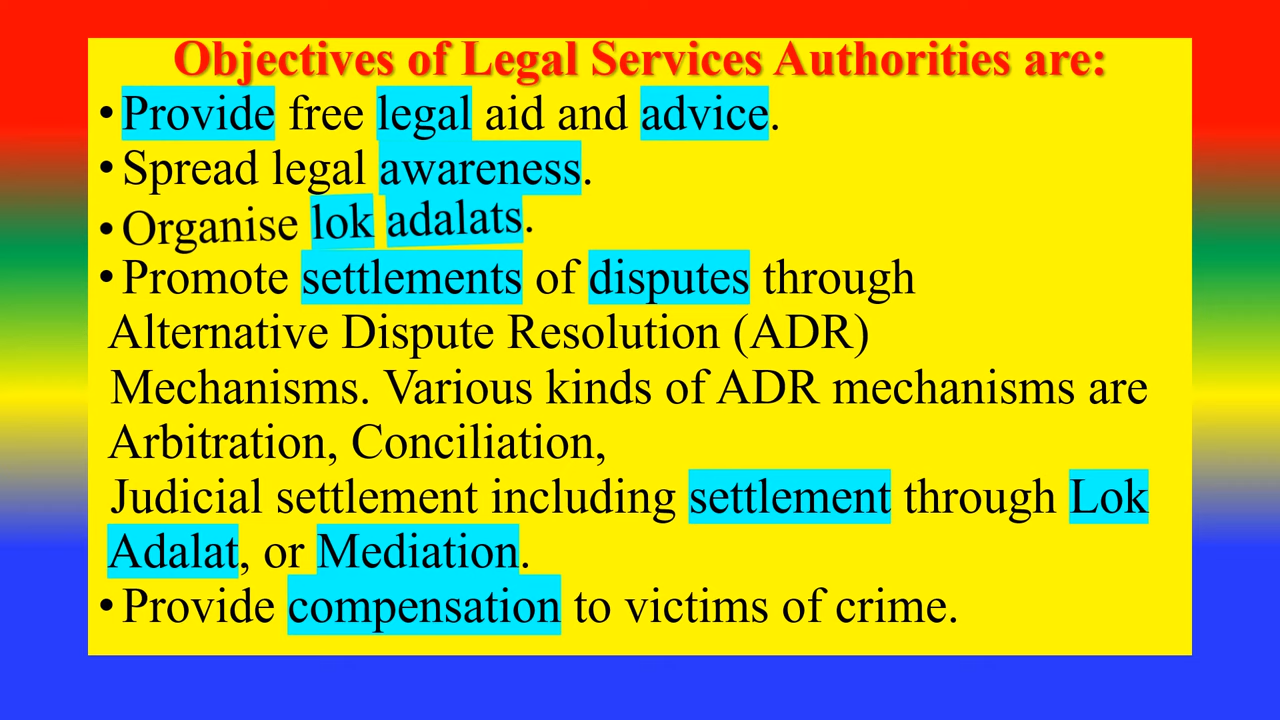 Objectives of Legal Services Authorities are:
•Provide free legal aid and advice.
•Spread legal awareness.
•Organise lok adalats.
•Promote settlements of disputes through
Alternative Dispute Resolution (ADR)
Mechanisms. Various kinds of ADR mechanisms are
Arbitration, Conciliation,
Judicial settlement including settlement through Lok
Adalat, or Mediation.
•Provide compensation to victims of crime.